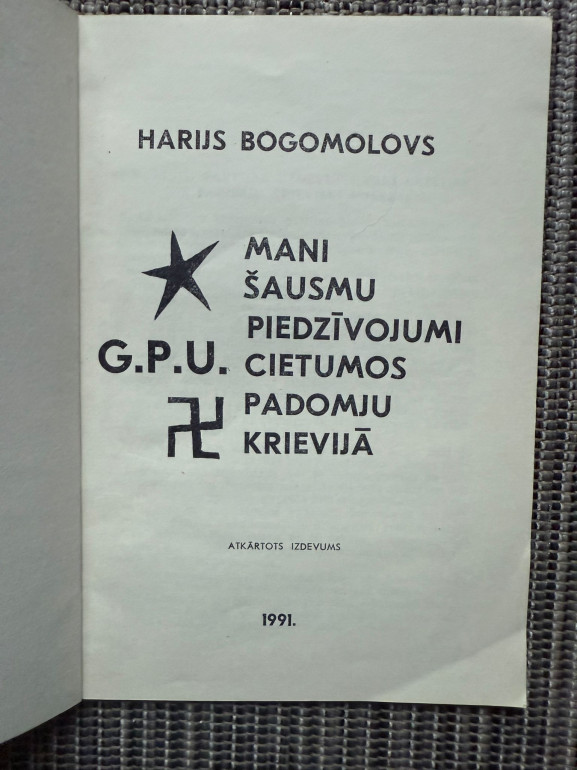 HARIJS BOGOMOLOVS
MANI
ŠAUSMU
PIEDZĪVOJUMI
G.P.U. CIETUMOS
PADOMJU
KRIEVIJĀ
ATKĀRTOTS IZDEVUMS
1991.